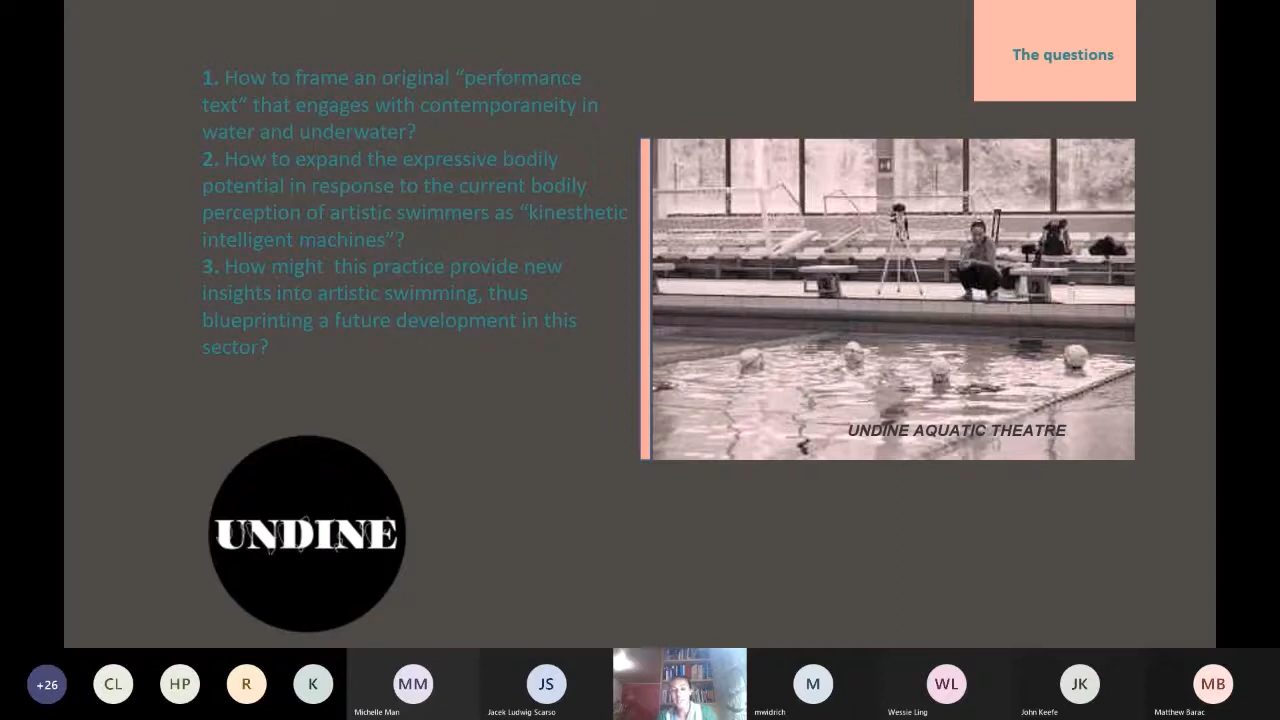 The questions
1. How to frame an original “performance
text“ that engages with contemporaneity in
water and underwater?
2. How to expand the expressive bodily
potential in response to the current bodily
perception of artistic swimmers as “kinesthetic
intelligent machines”?
3. How might  this practice provide new
insights into artistic swimming, thus
blueprinting a future development in this
sector?
UNDINE AQUATIC THEATRE
UNDINE
+26
CL
HP
R
K
MM
Michelle Man
JS
Jacek Ludwig Scarso
M
mwidrich
WL
Wessie Ling
JK
John Keefe
MB
Matthew Barac